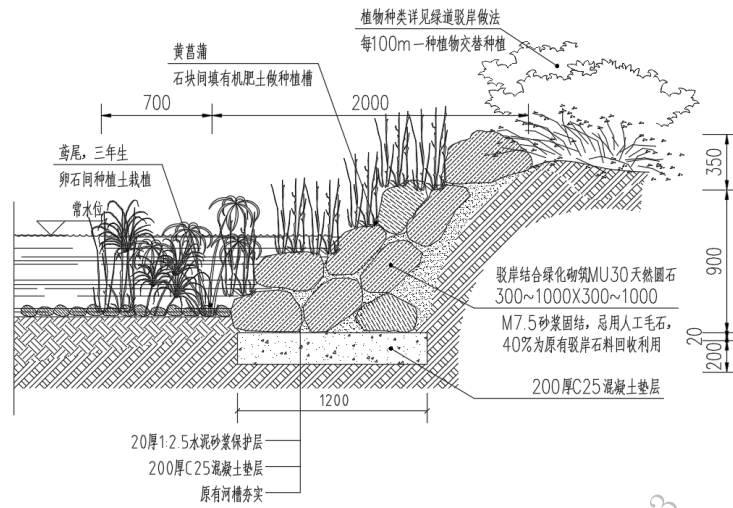 植物种类详见绿道驳岸做法
每100m一种植物交替种植
黄菖蒲
石块间填有机肥土做种植槽
700
2000
鸢尾，三年生
卵石间种植土栽植
常水位
350
900
20
200
驳岸结合绿化砌筑MU30天然圆石
300~1000X300~1000
M7.5砂浆固结，忌用人工毛石，
40%为原有驳岸石料回收利用
200厚C25混凝土垫层
1200
20厚1:2.5水泥砂浆保护层
200厚C25混凝土垫层
原有河槽夯实